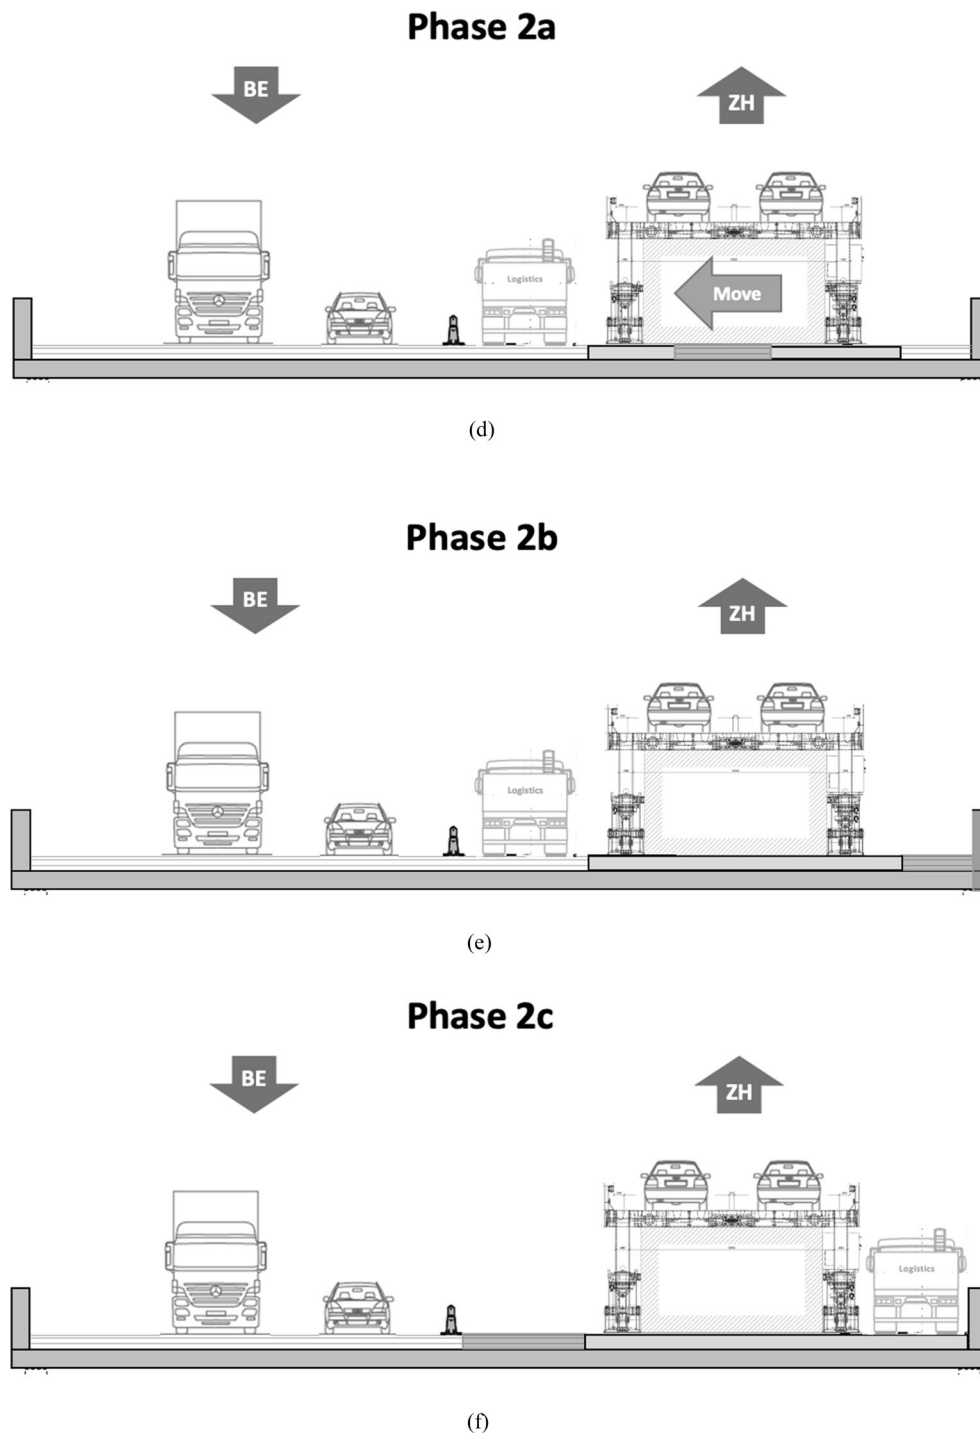 Phase 2a
BE
ZH
Logistics
Move
(d)
Phase 2b
BE
ZH
Logistics
(e)
Phase 2c
BE
ZH
Logistics
(f)